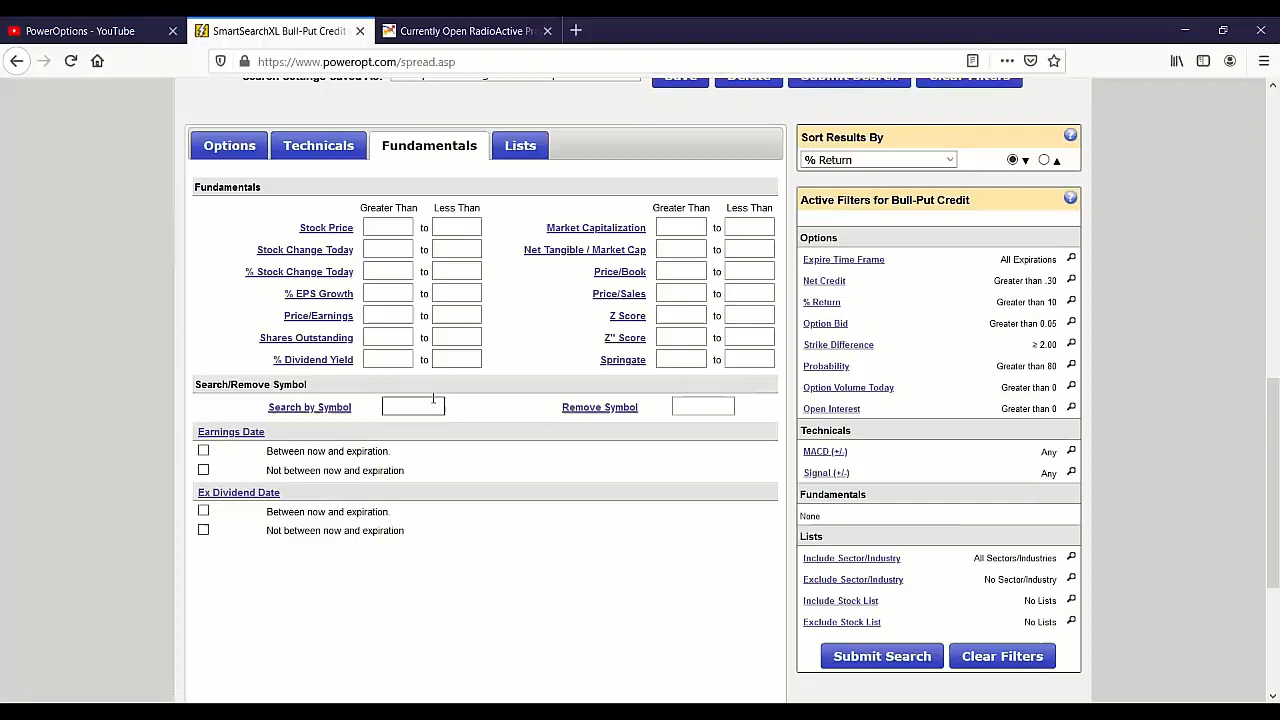 PowerOptions - YouTube
SmartSearchXL Bull-Put Credit
Currently Open RadioActive Pr
https://www.poweropt.com/spread.asp
Options
Technicals
Fundamentals
Lists
Fundamentals
Greater Than Less Than Greater Than Less Than
Stock Price to Market Capitalization to
Stock Change Today to Net Tangible / Market Cap to
% Stock Change Today to Price/Book to
% EPS Growth to Price/Sales to
Price/Earnings to Z Score to
Shares Outstanding to Z" Score to
% Dividend Yield to Springate to
Search/Remove Symbol
Search by Symbol Remove Symbol
Earnings Date
Between now and expiration.
Not between now and expiration
Ex Dividend Date
Between now and expiration.
Not between now and expiration
Sort Results By
% Return
Active Filters for Bull-Put Credit
Options
Expire Time Frame All Expirations
Net Credit Greater than .30
% Return Greater than 10
Option Bid Greater than 0.05
Strike Difference ≥ 2.00
Probability Greater than 80
Option Volume Today Greater than 0
Open Interest Greater than 0
Technicals
MACD (+/-) Any
Signal (+/-) Any
Fundamentals
None
Lists
Include Sector/Industry All Sectors/Industries
Exclude Sector/Industry No Sector/Industry
Include Stock List No Lists
Exclude Stock List No Lists
Submit Search Clear Filters